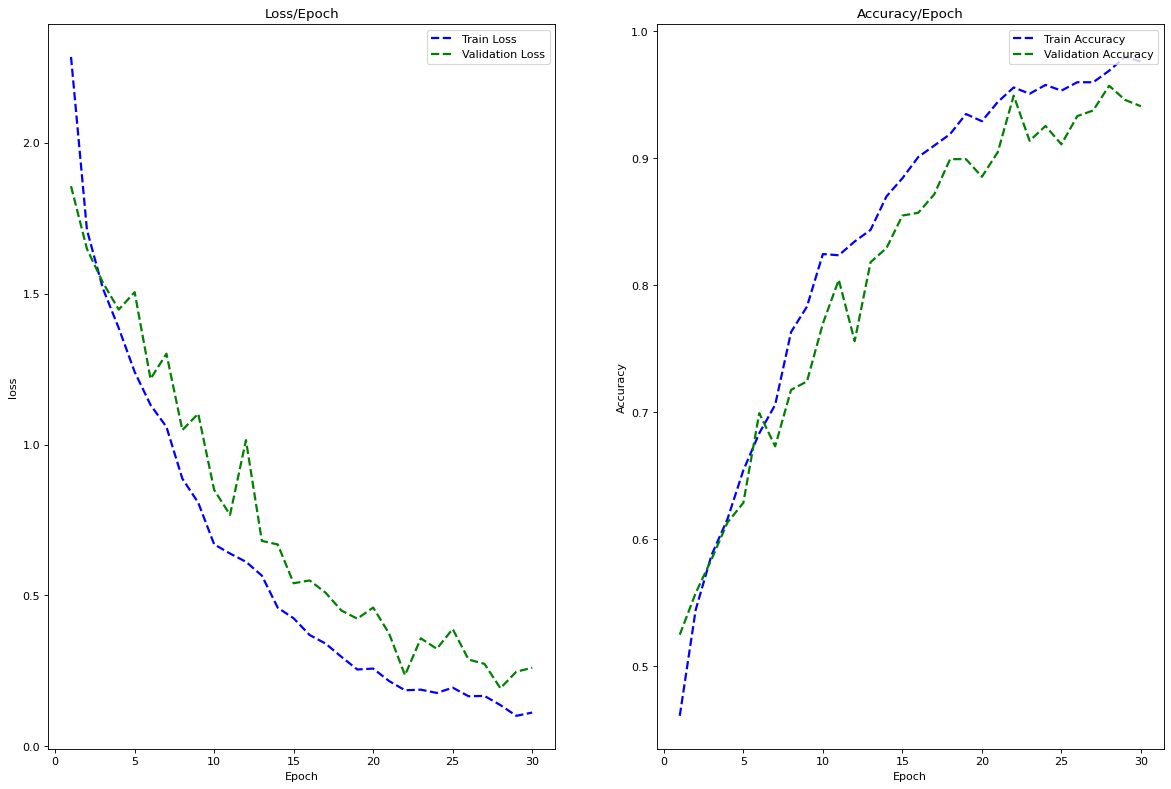 Loss/Epoch
Train Loss
Validation Loss
loss
2.0
1.5
1.0
0.5
0.0
0 5 10 15 20 25 30
Epoch
Accuracy/Epoch
Train Accuracy
Validation Accuracy
Accuracy
1.0
0.9
0.8
0.7
0.6
0.5
0 5 10 15 20 25 30
Epoch